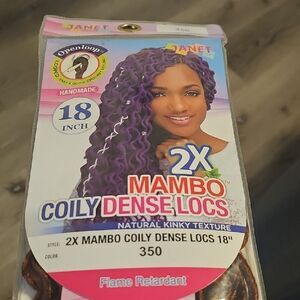 JANET
Openloop
JANET
HANDMADE
18
INCH
2X
MAMBO
COILY DENSE LOCS
NATURAL KINKY TEXTURE
STYLE: 2X MAMBO COILY DENSE LOCS 18"
COLOR: 350
Flame Retardant